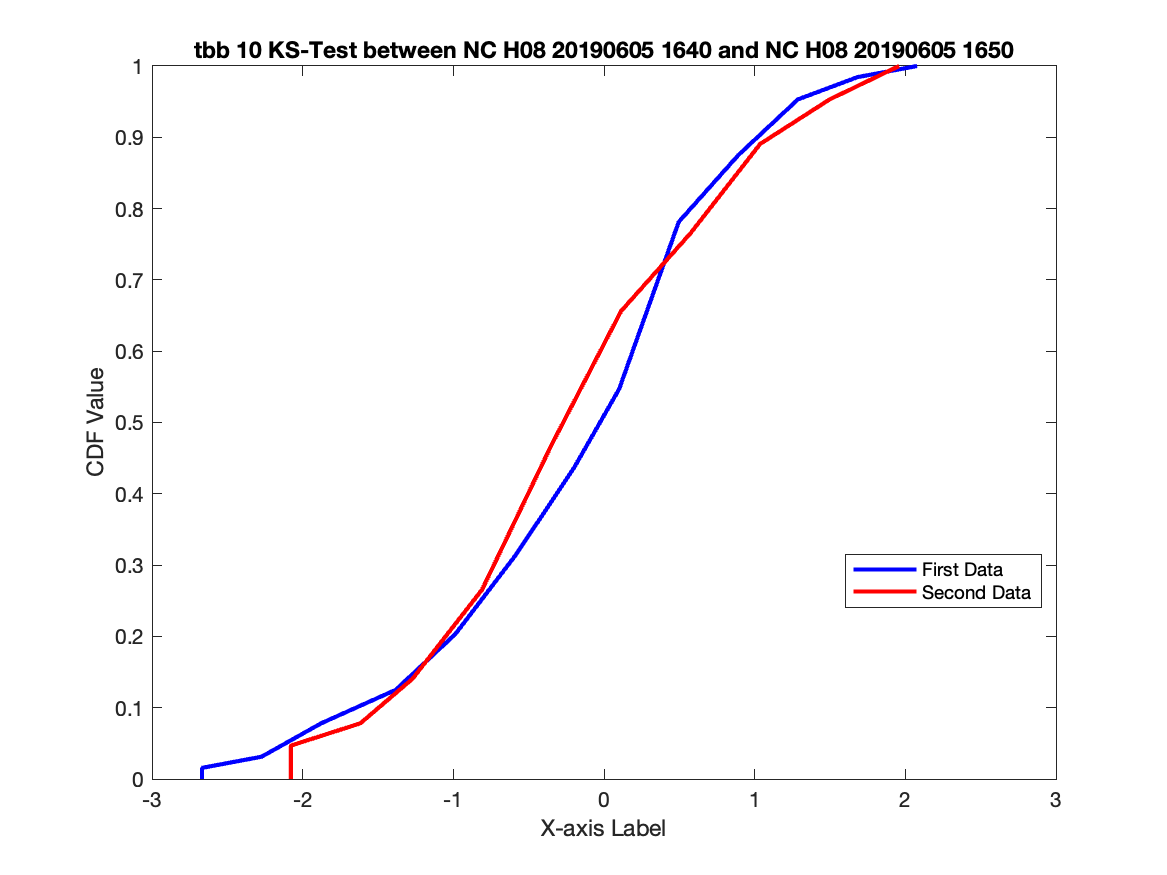 tbb 10 KS-Test between NC H08 20190605 1640 and NC H08 20190605 1650
1
0.9
0.8
0.7
0.6
0.5
0.4
0.3
0.2
0.1
0
CDF Value
First Data
Second Data
-3 -2 -1 0 1 2 3
X-axis Label